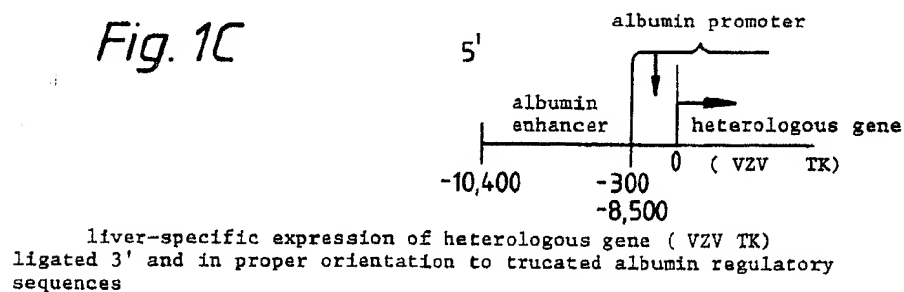 Fig. 1C
5'
albumin promoter
albumin
enhancer
heterologous gene
-10,400
-300
0
( VZV TK)
-8,500
liver-specific expression of heterologous gene ( VZV TK)
ligated 3' and in proper orientation to trucated albumin regulatory
sequences